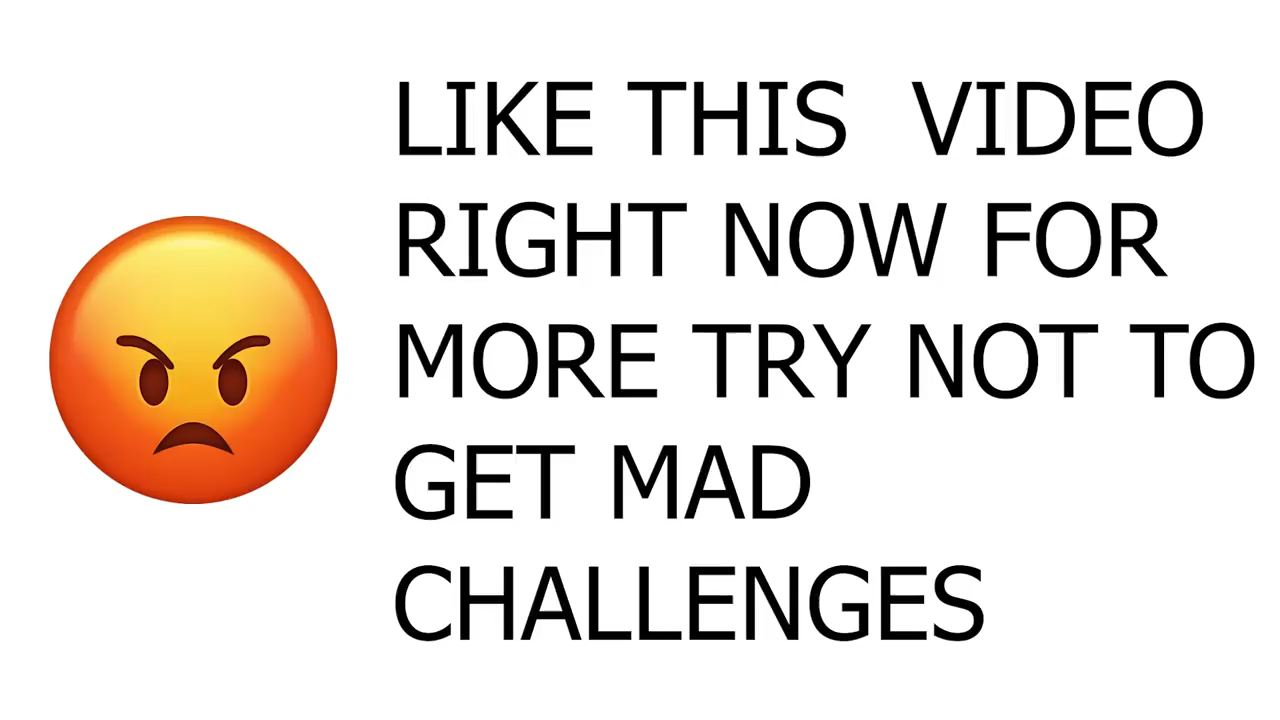 LIKE THIS  VIDEO
RIGHT NOW FOR
MORE TRY NOT TO
GET MAD
CHALLENGES